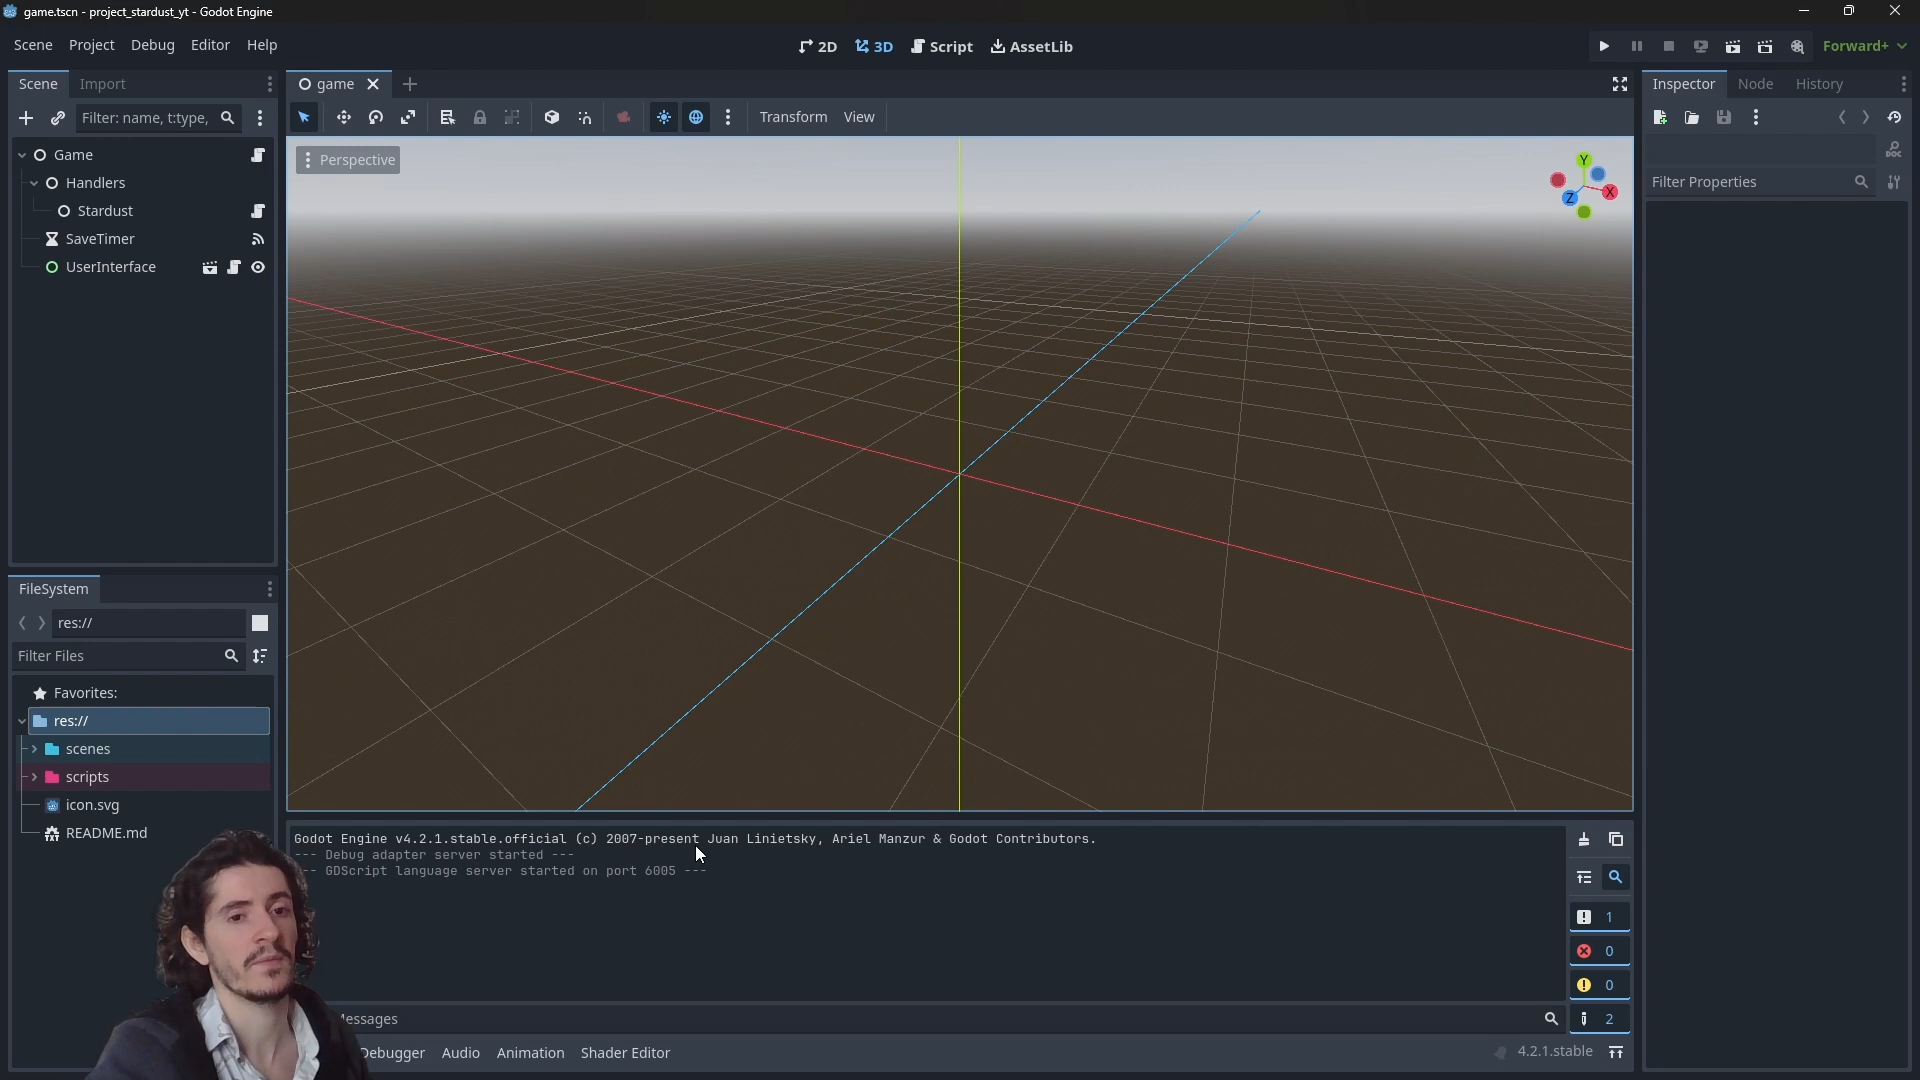 game.tscn - project_stardust_yt - Godot Engine
Scene Project Debug Editor Help
2D 3D Script AssetLib
Forward+
Scene Import
game
Inspector Node History
Filter: name, t:type,
Transform View
Game
Handlers
Stardust
SaveTimer
UserInterface
Perspective
Y
X
Z
DOC
Filter Properties
FileSystem
res://
Filter Files
Favorites:
res://
scenes
scripts
icon.svg
README.md
Godot Engine v4.2.1.stable.official (c) 2007-present Juan Linietsky, Ariel Manzur & Godot Contributors.
--- Debug adapter server started ---
-- GDScript language server started on port 6005 ---
1
0
0
2
Messages
Debugger Audio Animation Shader Editor
4.2.1.stable